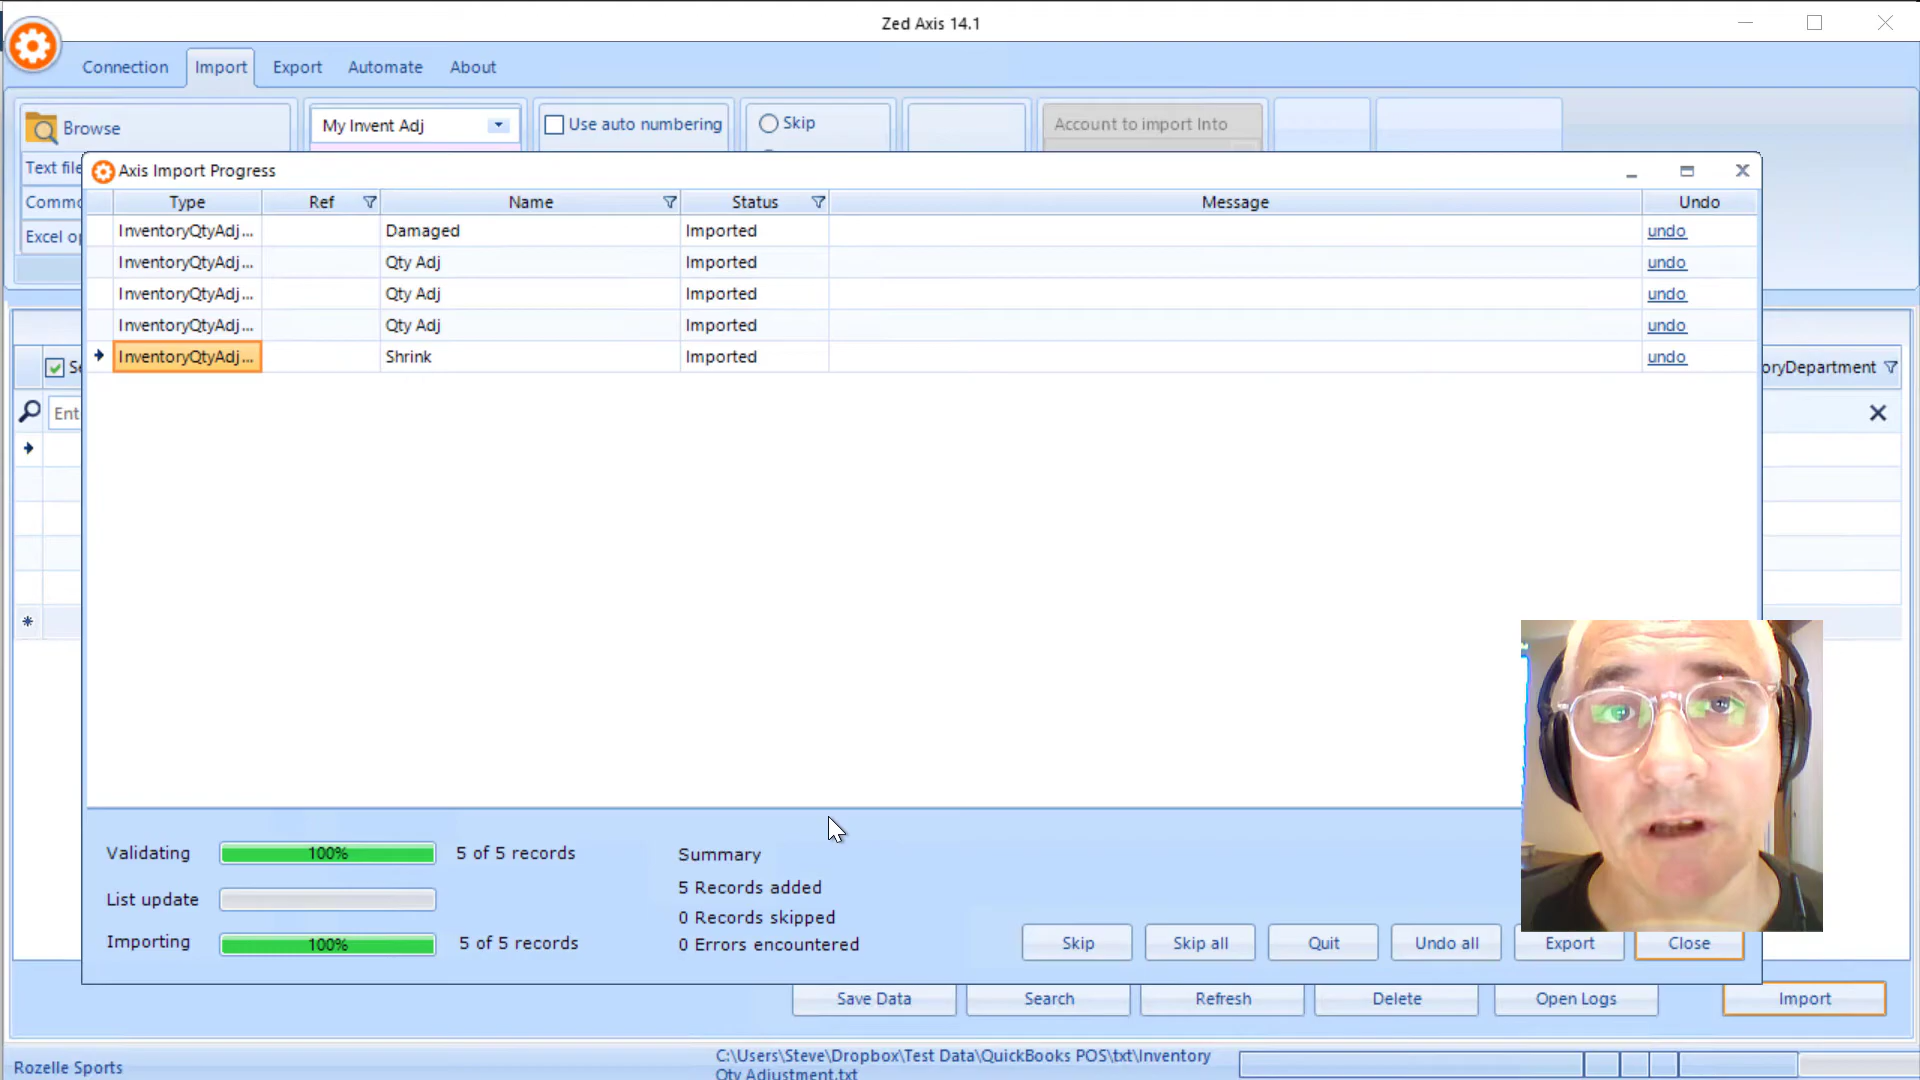 Zed Axis 14.1
Connection Import Export Automate About
Browse My Invent Adj Use auto numbering Skip Account to import Into
Text file
Commo
Excel op
Axis Import Progress
Type Ref Name Status Message Undo
InventoryQtyAdj... Damaged Imported undo
InventoryQtyAdj... Qty Adj Imported undo
InventoryQtyAdj... Qty Adj Imported undo
InventoryQtyAdj... Qty Adj Imported undo
InventoryQtyAdj... Shrink Imported undo
oryDepartment
Ent
Validating 100% 5 of 5 records
List update
Importing 100% 5 of 5 records
Summary
5 Records added
0 Records skipped
0 Errors encountered
Skip Skip all Quit Undo all Export Close
Save Data Search Refresh Delete Open Logs Import
Rozelle Sports
C:\Users\Steve\Dropbox\Test Data\QuickBooks POS\txt\Inventory
Qty Adjustment.txt